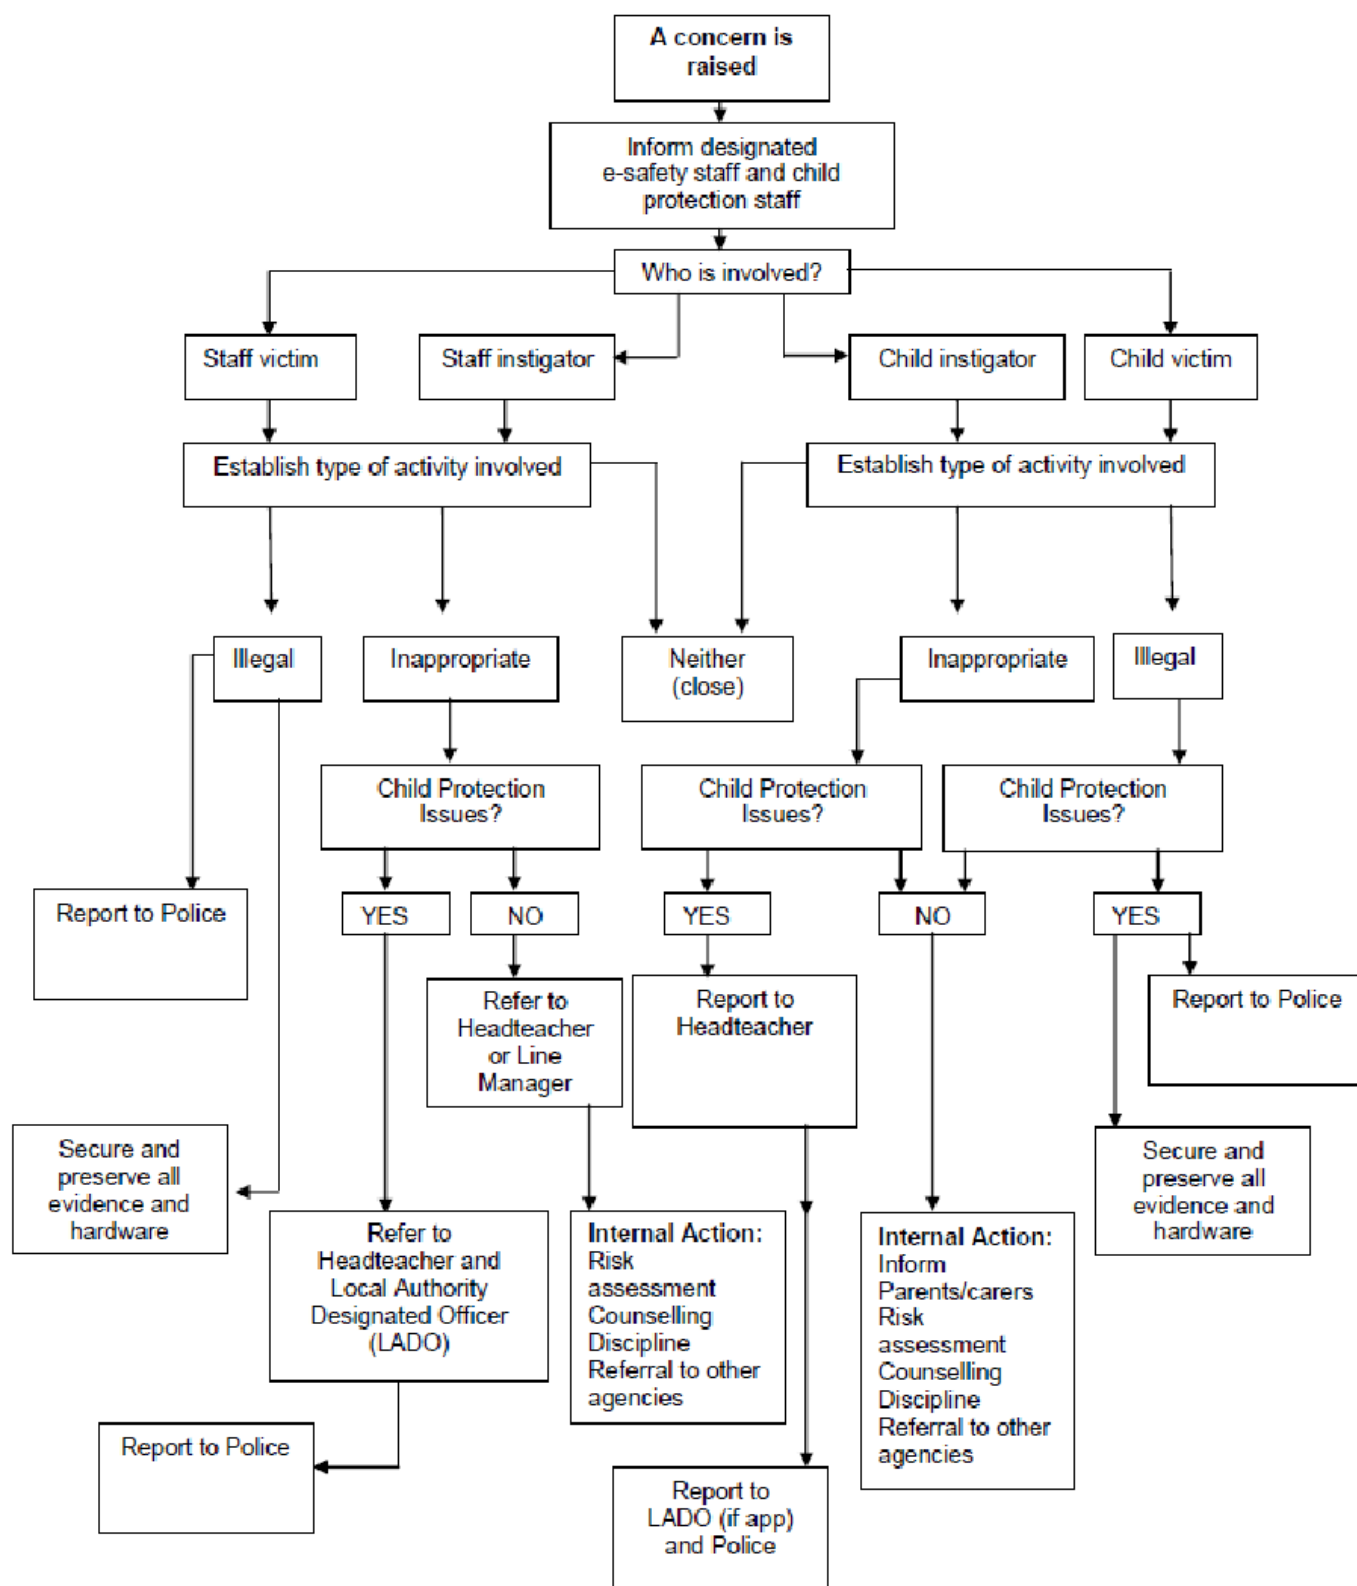 A concern is
raised
Inform designated
e-safety staff and child
protection staff
Who is involved?
Staff victim
Staff instigator
Child instigator
Child victim
Establish type of activity involved
Establish type of activity involved
Illegal
Inappropriate
Neither
(close)
Inappropriate
Illegal
Child Protection
Issues?
Child Protection
Issues?
Child Protection
Issues?
Report to Police
YES
NO
YES
NO
YES
Refer to
Headteacher
or Line
Manager
Report to
Headteacher
Report to Police
Secure and
preserve all
evidence and
hardware
Secure and
preserve all
evidence and
hardware
Refer to
Headteacher and
Local Authority
Designated Officer
(LADO)
Internal Action:
Risk
assessment
Counselling
Discipline
Referral to other
agencies
Internal Action:
Inform
Parents/carers
Risk
assessment
Counselling
Discipline
Referral to other
agencies
Report to Police
Report to
LADO (if app)
and Police